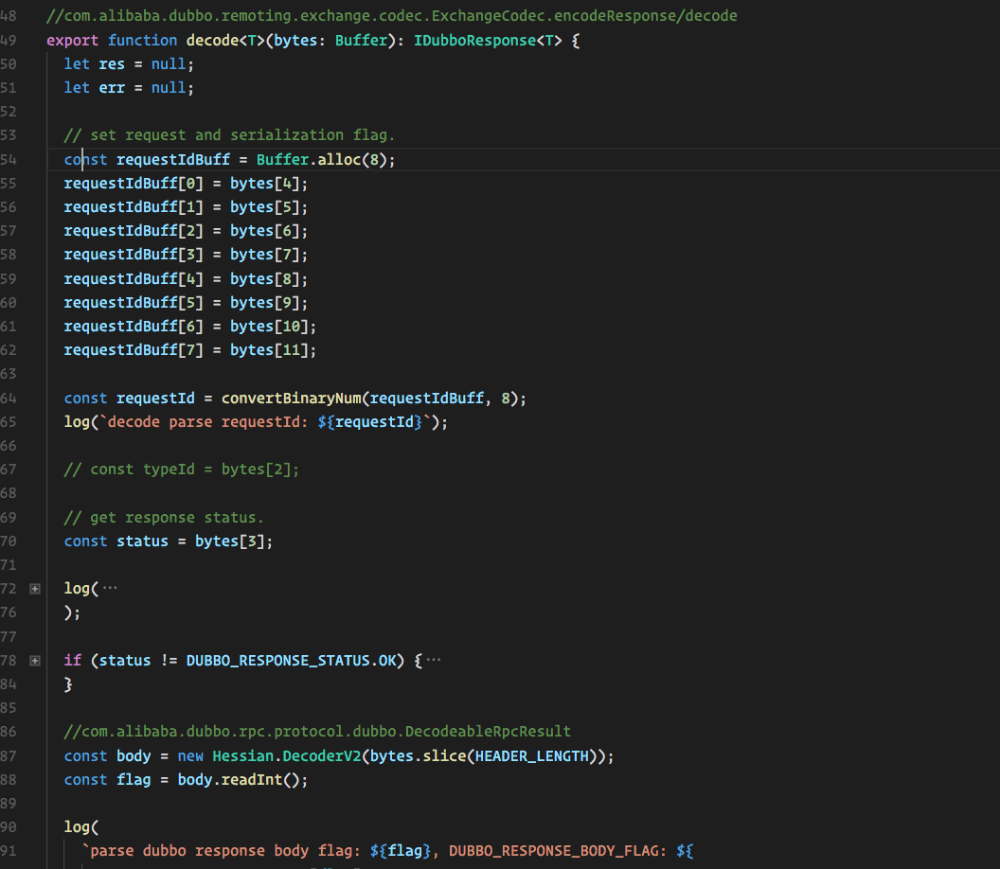 48 //com.alibaba.dubbo.remoting.exchange.codec.ExchangeCodec.encodeResponse/decode
49 export function decode<T>(bytes: Buffer): IDubboResponse<T> {
50 let res = null;
51 let err = null;
52
53 // set request and serialization flag.
54 const requestIdBuff = Buffer.alloc(8);
55 requestIdBuff[0] = bytes[4];
56 requestIdBuff[1] = bytes[5];
57 requestIdBuff[2] = bytes[6];
58 requestIdBuff[3] = bytes[7];
59 requestIdBuff[4] = bytes[8];
60 requestIdBuff[5] = bytes[9];
61 requestIdBuff[6] = bytes[10];
62 requestIdBuff[7] = bytes[11];
63
64 const requestId = convertBinaryNum(requestIdBuff, 8);
65 log(`decode parse requestId: ${requestId}`);
66
67 // const typeId = bytes[2];
68
69 // get response status.
70 const status = bytes[3];
71
72 log(···
76 );
77
78 if (status != DUBBO_RESPONSE_STATUS.OK) {···
84 }
85
86 //com.alibaba.dubbo.rpc.protocol.dubbo.DecodeableRpcResult
87 const body = new Hessian.DecoderV2(bytes.slice(HEADER_LENGTH));
88 const flag = body.readInt();
89
90 log(
91 `parse dubbo response body flag: ${flag}, DUBBO_RESPONSE_BODY_FLAG: ${